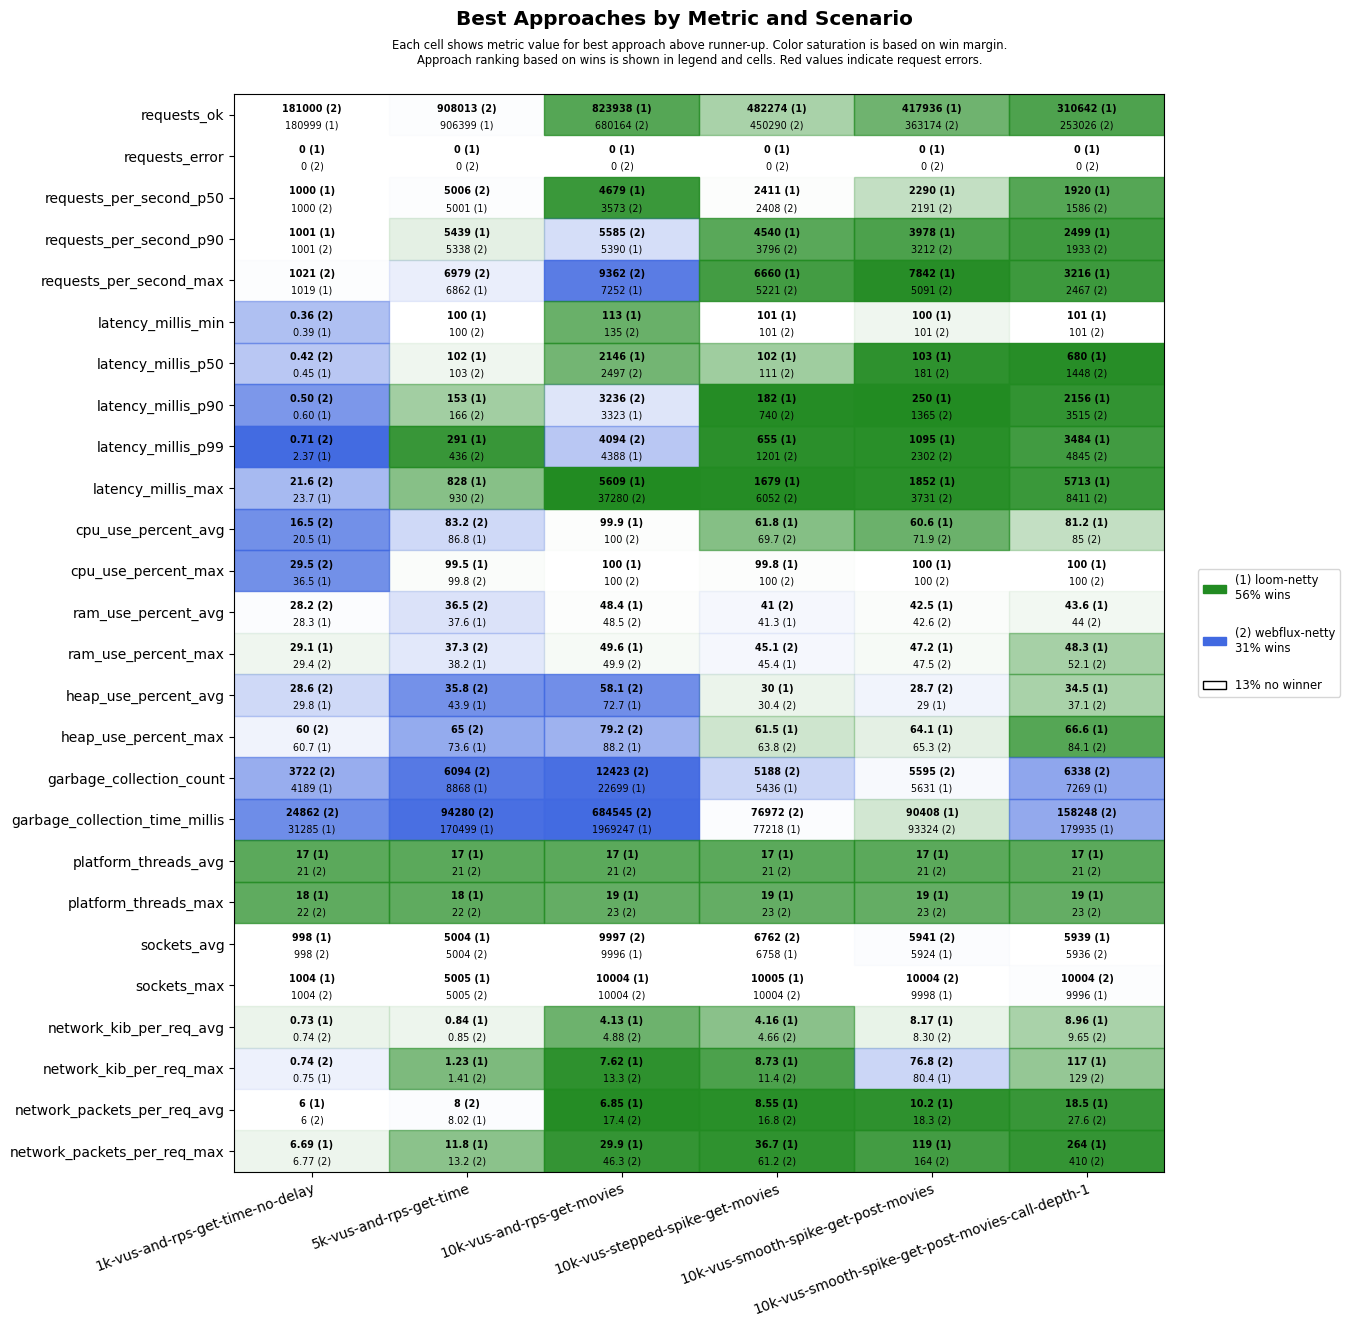 Best Approaches by Metric and Scenario
Each cell shows metric value for best approach above runner-up. Color saturation is based on win margin.
Approach ranking based on wins is shown in legend and cells. Red values indicate request errors.
requests_ok
181000 (2) 908013 (2) 823938 (1) 482274 (1) 417936 (1) 310642 (1)
180999 (1) 906399 (1) 680164 (2) 450290 (2) 363174 (2) 253026 (2)
requests_error
0 (1) 0 (1) 0 (1) 0 (1) 0 (1) 0 (1)
0 (2) 0 (2) 0 (2) 0 (2) 0 (2) 0 (2)
requests_per_second_p50
1000 (1) 5006 (2) 4679 (1) 2411 (1) 2290 (1) 1920 (1)
1000 (2) 5001 (1) 3573 (2) 2408 (2) 2191 (2) 1586 (2)
requests_per_second_p90
1001 (1) 5439 (1) 5585 (2) 4540 (1) 3978 (1) 2499 (1)
1001 (2) 5338 (2) 5390 (1) 3796 (2) 3212 (2) 1933 (2)
requests_per_second_max
1021 (2) 6979 (2) 9362 (2) 6660 (1) 7842 (1) 3216 (1)
1019 (1) 6862 (1) 7252 (1) 5221 (2) 5091 (2) 2467 (2)
latency_millis_min
0.36 (2) 100 (1) 113 (1) 101 (1) 100 (1) 101 (1)
0.39 (1) 100 (2) 135 (2) 101 (2) 101 (2) 101 (2)
latency_millis_p50
0.42 (2) 102 (1) 2146 (1) 102 (1) 103 (1) 680 (1)
0.45 (1) 103 (2) 2497 (2) 111 (2) 181 (2) 1448 (2)
latency_millis_p90
0.50 (2) 153 (1) 3236 (2) 182 (1) 250 (1) 2156 (1)
0.60 (1) 166 (2) 3323 (1) 740 (2) 1365 (2) 3515 (2)
latency_millis_p99
0.71 (2) 291 (1) 4094 (2) 655 (1) 1095 (1) 3484 (1)
2.37 (1) 436 (2) 4388 (1) 1201 (2) 2302 (2) 4845 (2)
latency_millis_max
21.6 (2) 828 (1) 5609 (1) 1679 (1) 1852 (1) 5713 (1)
23.7 (1) 930 (2) 37280 (2) 6052 (2) 3731 (2) 8411 (2)
cpu_use_percent_avg
16.5 (2) 83.2 (2) 99.9 (1) 61.8 (1) 60.6 (1) 81.2 (1)
20.5 (1) 86.8 (1) 100 (2) 69.7 (2) 71.9 (2) 85 (2)
cpu_use_percent_max
29.5 (2) 99.5 (1) 100 (1) 99.8 (1) 100 (1) 100 (1)
36.5 (1) 99.8 (2) 100 (2) 100 (2) 100 (2) 100 (2)
ram_use_percent_avg
28.2 (2) 36.5 (2) 48.4 (1) 41 (2) 42.5 (1) 43.6 (1)
28.3 (1) 37.6 (1) 48.5 (2) 41.3 (1) 42.6 (2) 44 (2)
ram_use_percent_max
29.1 (1) 37.3 (2) 49.6 (1) 45.1 (2) 47.2 (1) 48.3 (1)
29.4 (2) 38.2 (1) 49.9 (2) 45.4 (1) 47.5 (2) 52.1 (2)
heap_use_percent_avg
28.6 (2) 35.8 (2) 58.1 (2) 30 (1) 28.7 (2) 34.5 (1)
29.8 (1) 43.9 (1) 72.7 (1) 30.4 (2) 29 (1) 37.1 (2)
heap_use_percent_max
60 (2) 65 (2) 79.2 (2) 61.5 (1) 64.1 (1) 66.6 (1)
60.7 (1) 73.6 (1) 88.2 (1) 63.8 (2) 65.3 (2) 84.1 (2)
garbage_collection_count
3722 (2) 6094 (2) 12423 (2) 5188 (2) 5595 (2) 6338 (2)
4189 (1) 8868 (1) 22699 (1) 5436 (1) 5631 (1) 7269 (1)
garbage_collection_time_millis
24862 (2) 94280 (2) 684545 (2) 76972 (2) 90408 (1) 158248 (2)
31285 (1) 170499 (1) 1969247 (1) 77218 (1) 93324 (2) 179935 (1)
platform_threads_avg
17 (1) 17 (1) 17 (1) 17 (1) 17 (1) 17 (1)
21 (2) 21 (2) 21 (2) 21 (2) 21 (2) 21 (2)
platform_threads_max
18 (1) 18 (1) 19 (1) 19 (1) 19 (1) 19 (1)
22 (2) 22 (2) 23 (2) 23 (2) 23 (2) 23 (2)
sockets_avg
998 (1) 5004 (1) 9997 (2) 6762 (2) 5941 (2) 5939 (1)
998 (2) 5004 (2) 9996 (1) 6758 (1) 5924 (1) 5936 (2)
sockets_max
1004 (1) 5005 (1) 10004 (1) 10005 (1) 10004 (2) 10004 (2)
1004 (2) 5005 (2) 10004 (2) 10004 (2) 9998 (1) 9996 (1)
network_kib_per_req_avg
0.73 (1) 0.84 (1) 4.13 (1) 4.16 (1) 8.17 (1) 8.96 (1)
0.74 (2) 0.85 (2) 4.88 (2) 4.66 (2) 8.30 (2) 9.65 (2)
network_kib_per_req_max
0.74 (2) 1.23 (1) 7.62 (1) 8.73 (1) 76.8 (2) 117 (1)
0.75 (1) 1.41 (2) 13.3 (2) 11.4 (2) 80.4 (1) 129 (2)
network_packets_per_req_avg
6 (1) 8 (2) 6.85 (1) 8.55 (1) 10.2 (1) 18.5 (1)
6 (2) 8.02 (1) 17.4 (2) 16.8 (2) 18.3 (2) 27.6 (2)
network_packets_per_req_max
6.69 (1) 11.8 (1) 29.9 (1) 36.7 (1) 119 (1) 264 (1)
6.77 (2) 13.2 (2) 46.3 (2) 61.2 (2) 164 (2) 410 (2)
1k-vus-and-rps-get-time-no-delay
5k-vus-and-rps-get-time
10k-vus-and-rps-get-movies
10k-vus-stepped-spike-get-movies
10k-vus-smooth-spike-get-post-movies
10k-vus-smooth-spike-get-post-movies-call-depth-1
(1) loom-netty
56% wins
(2) webflux-netty
31% wins
13% no winner